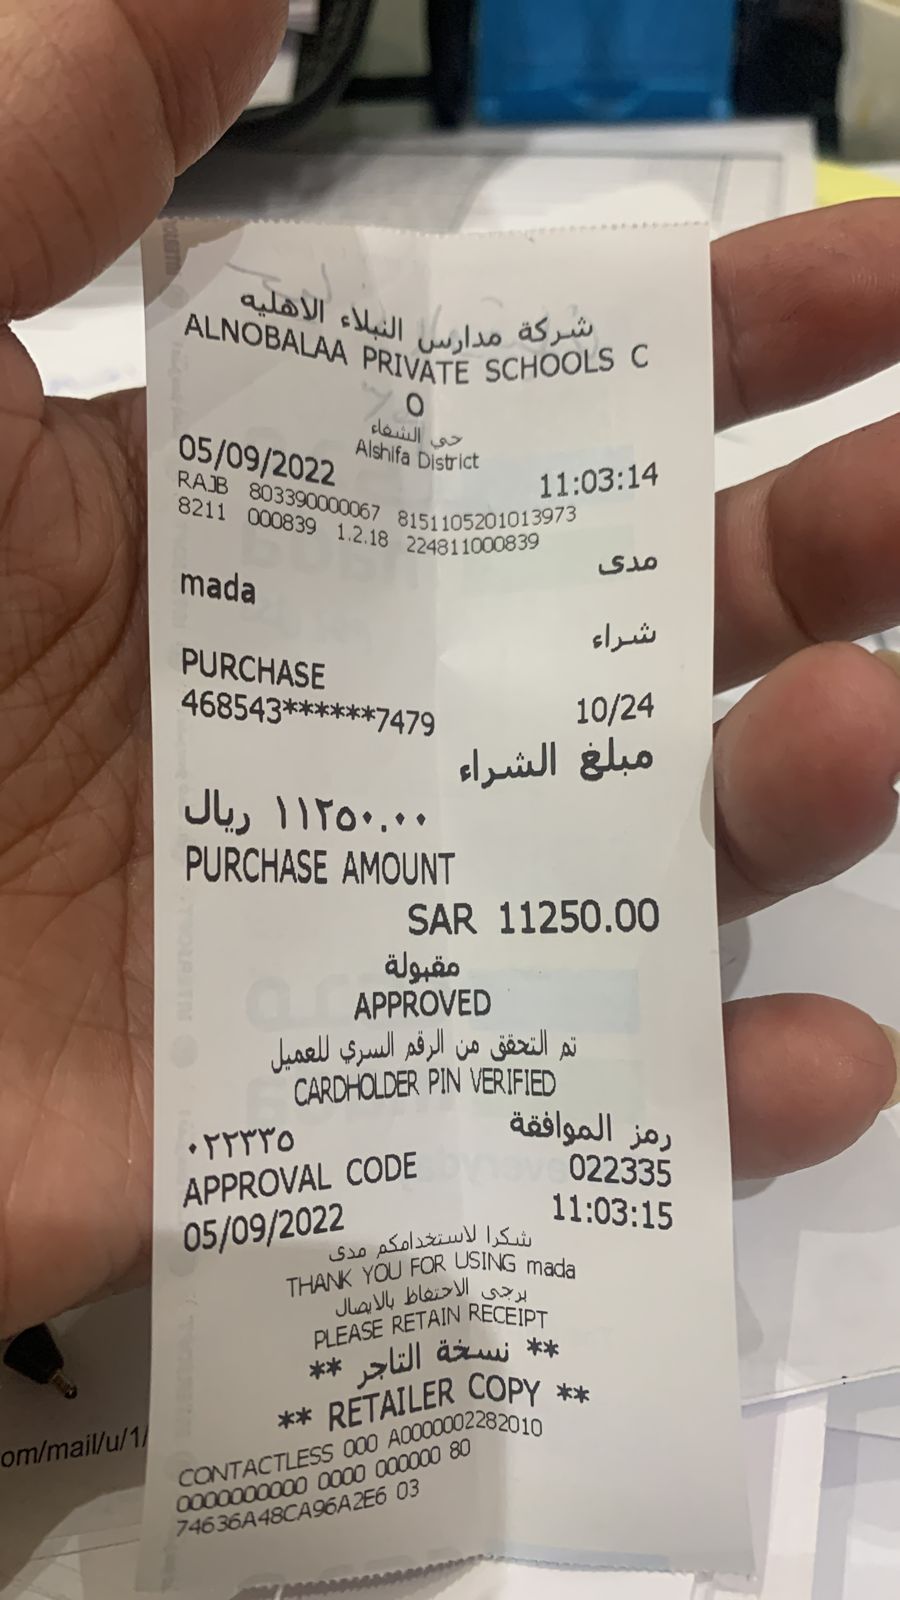 شركة مدارس النبلاء الاهليه
ALNOBALAA PRIVATE SCHOOLS C
O
حي الشفاء
Alshifa District
05/09/2022 11:03:14
RAJB 803390000067 8151105201013973
8211 000839 1.2.18 224811000839
مدى
mada
شراء
PURCHASE
468543******7479 10/24
مبلغ الشراء
١١٢٥٠.٠٠ ريال
PURCHASE AMOUNT
SAR 11250.00
مقبولة
APPROVED
تم التحقق من الرقم السري للعميل
CARDHOLDER PIN VERIFIED
رمز الموافقة
٠٢٢٣٣٥
APPROVAL CODE 022335
05/09/2022 11:03:15
شكرا لاستخدامكم مدى
THANK YOU FOR USING mada
يرجى الاحتفاظ بالايصال
PLEASE RETAIN RECEIPT
** نسخة التاجر **
** RETAILER COPY **
CONTACTLESS 000 A0000002282010
0000000000 0000 000000 80
74636A48CA96A2E6 03
om/mail/u/1/